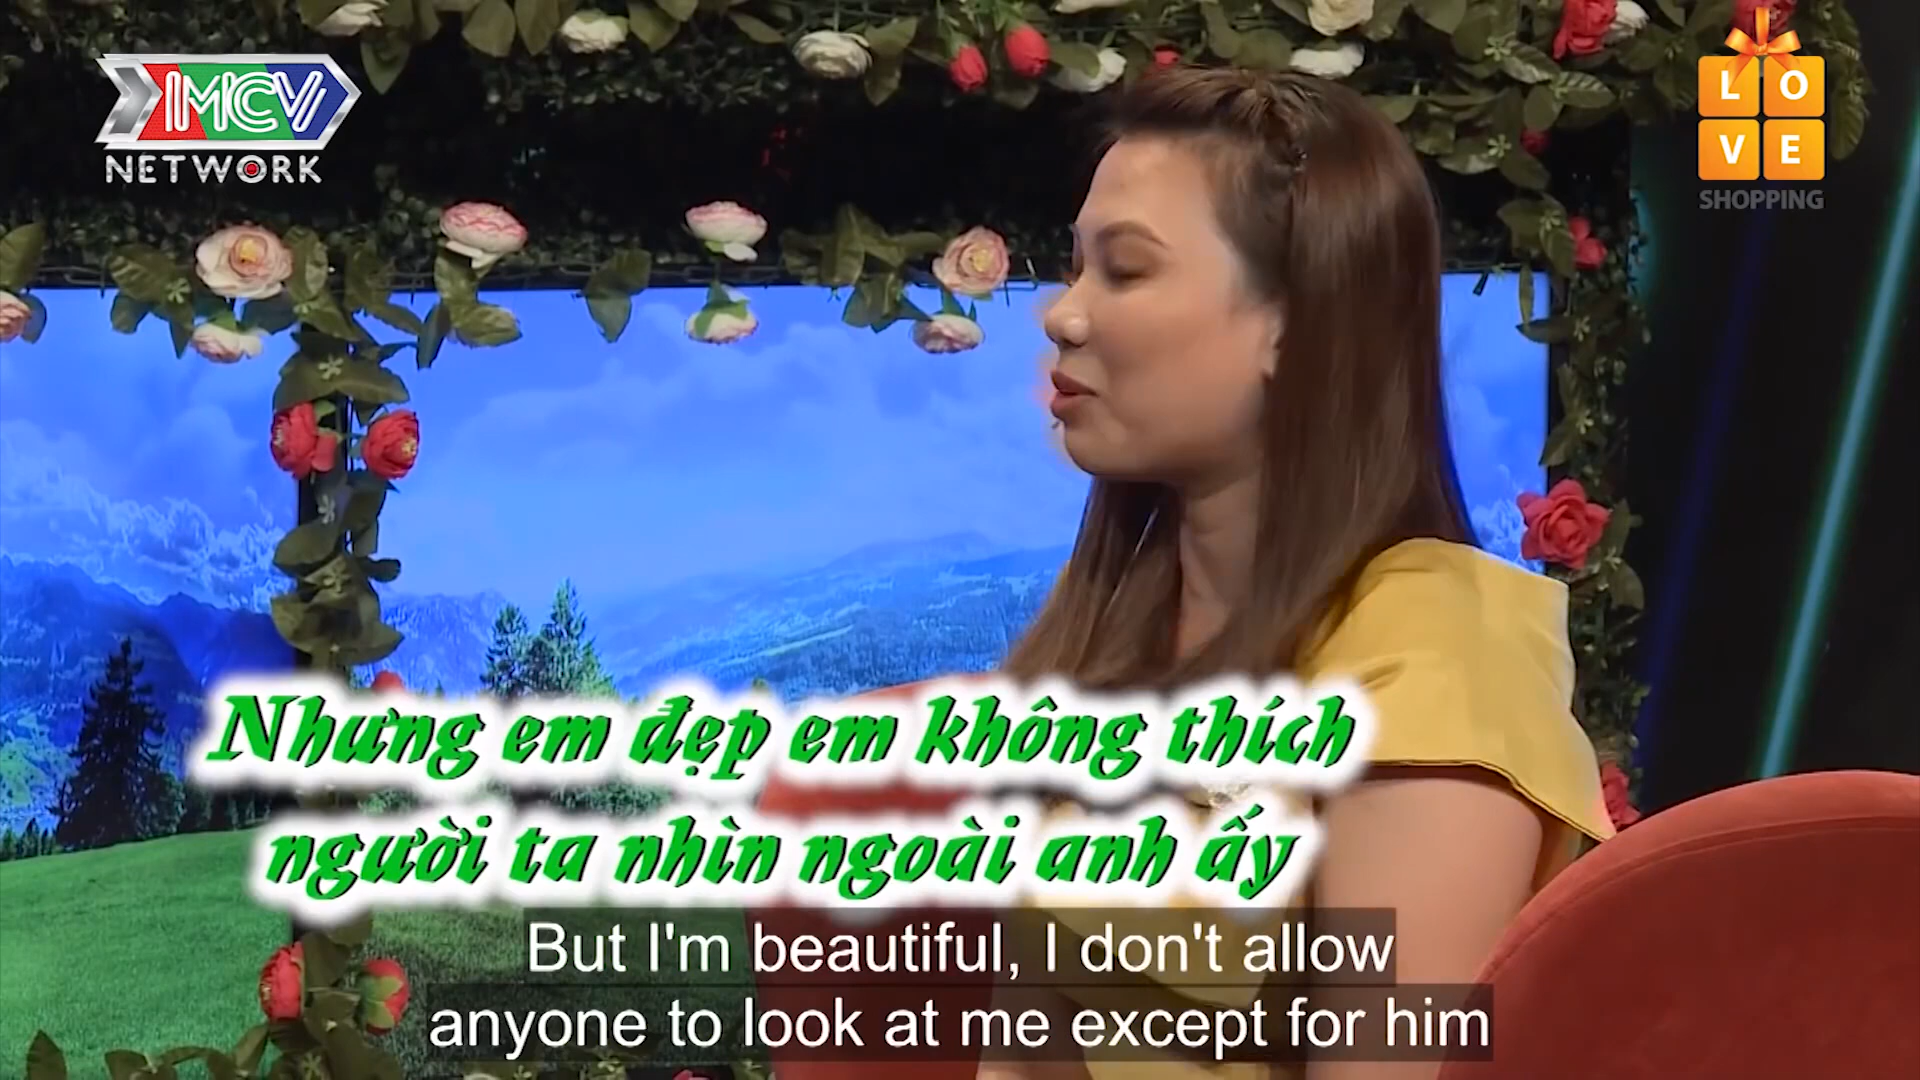 MCV
NETWORK
LOVE
SHOPPING
Nhưng em đẹp em không thích
người ta nhìn ngoài anh ấy
But I'm beautiful, I don't allow
anyone to look at me except for him